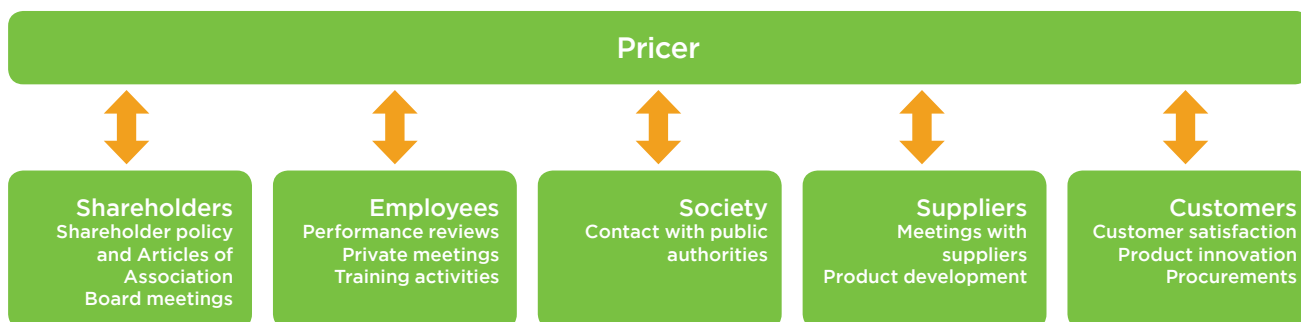 Pricer
Shareholders
Shareholder policy
and Articles of
Association
Board meetings
Employees
Performance reviews
Private meetings
Training activities
Society
Contact with public
authorities
Suppliers
Meetings with
suppliers
Product development
Customers
Customer satisfaction
Product innovation
Procurements